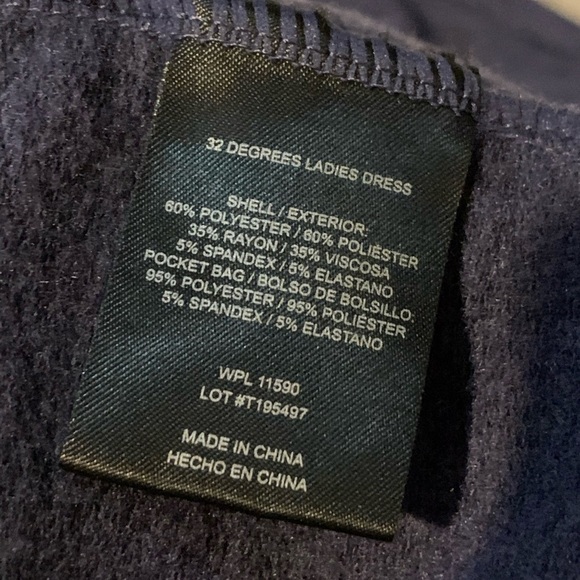 32 DEGREES LADIES DRESS
SHELL / EXTERIOR:
60% POLYESTER / 60% POLIÉSTER
35% RAYON / 35% VISCOSA
5% SPANDEX / 5% ELASTANO
POCKET BAG / BOLSO DE BOLSILLO:
95% POLYESTER / 95% POLIÉSTER
5% SPANDEX / 5% ELASTANO
WPL 11590
LOT #T195497
MADE IN CHINA
HECHO EN CHINA